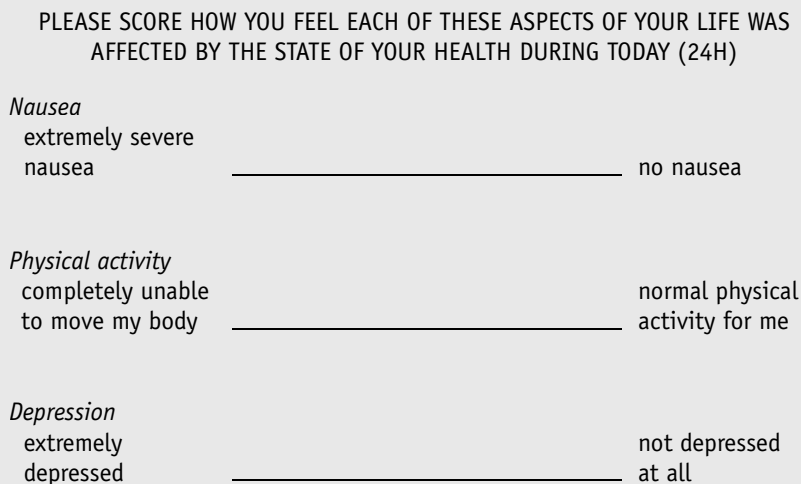 PLEASE SCORE HOW YOU FEEL EACH OF THESE ASPECTS OF YOUR LIFE WAS
AFFECTED BY THE STATE OF YOUR HEALTH DURING TODAY (24H)
Nausea
extremely severe
nausea no nausea
Physical activity
completely unable normal physical
to move my body activity for me
Depression
extremely not depressed
depressed at all